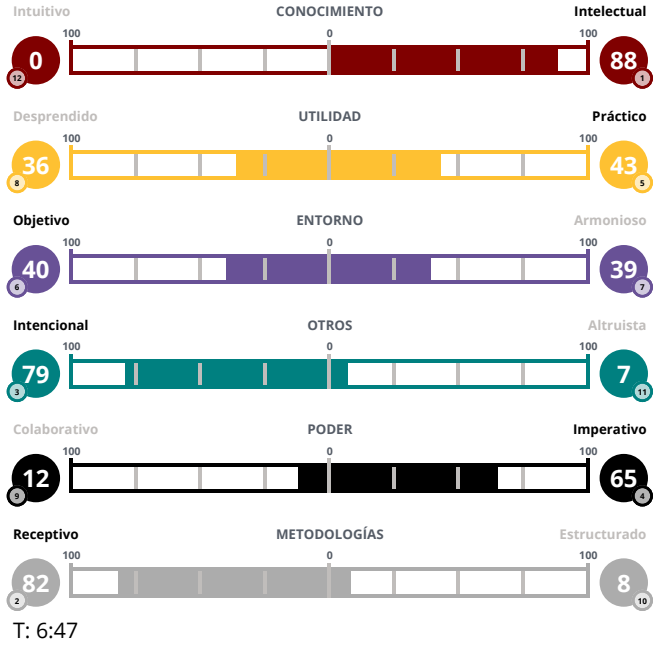 Intuitivo CONOCIMIENTO Intelectual
100 0 100
0 88
12 1
Desprendido UTILIDAD Práctico
100 0 100
36 43
8 5
Objetivo ENTORNO Armonioso
100 0 100
40 39
6 7
Intencional OTROS Altruista
100 0 100
79 7
3 11
Colaborativo PODER Imperativo
100 0 100
12 65
9 4
Receptivo METODOLOGÍAS Estructurado
100 0 100
82 8
2 10
T: 6:47